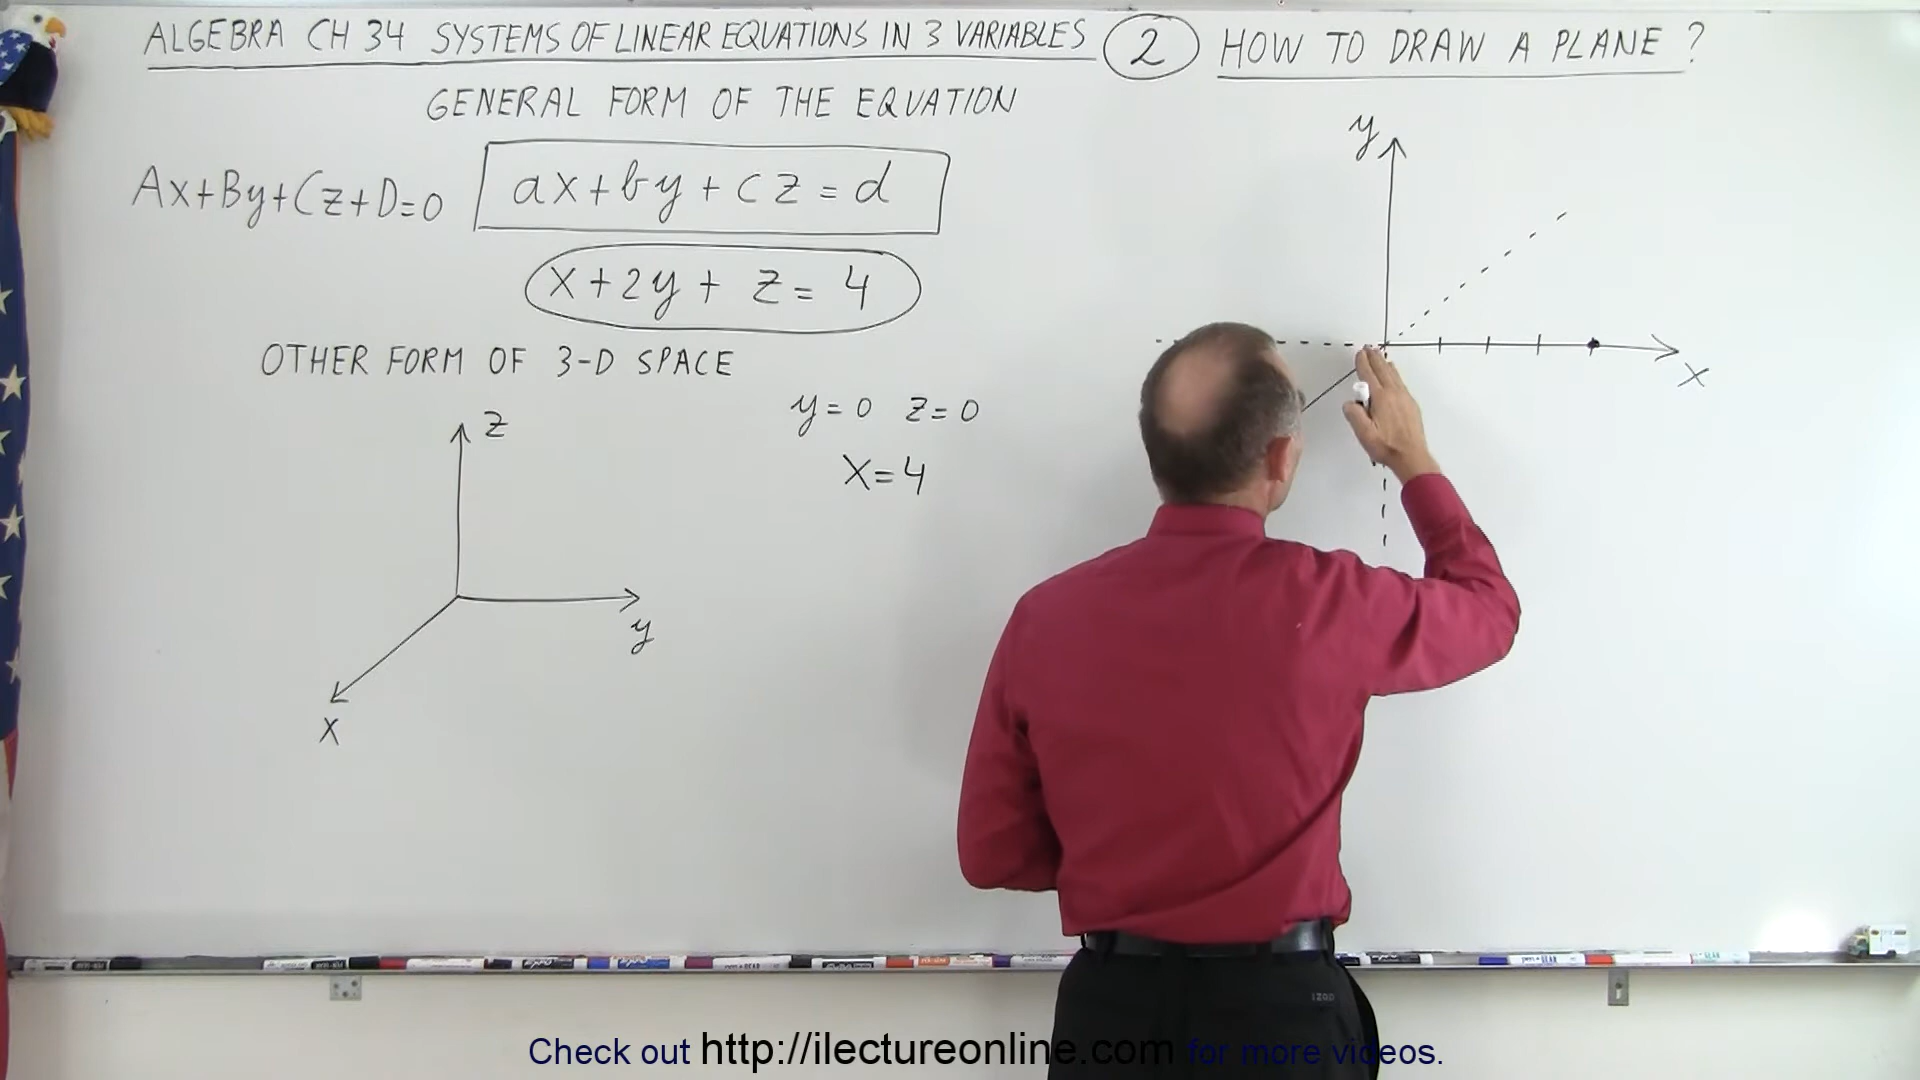 ALGEBRA CH 34 SYSTEMS OF LINEAR EQUATIONS IN 3 VARIABLES 2 HOW TO DRAW A PLANE ?
GENERAL FORM OF THE EQUATION
Ax+By+Cz+D=0 ax+by+cz=d
x+2y+z=4
OTHER FORM OF 3-D SPACE
z
y
x
y=0 z=0
x=4
y
x
IZOD
Check out http://ilectureonline.com for more videos.